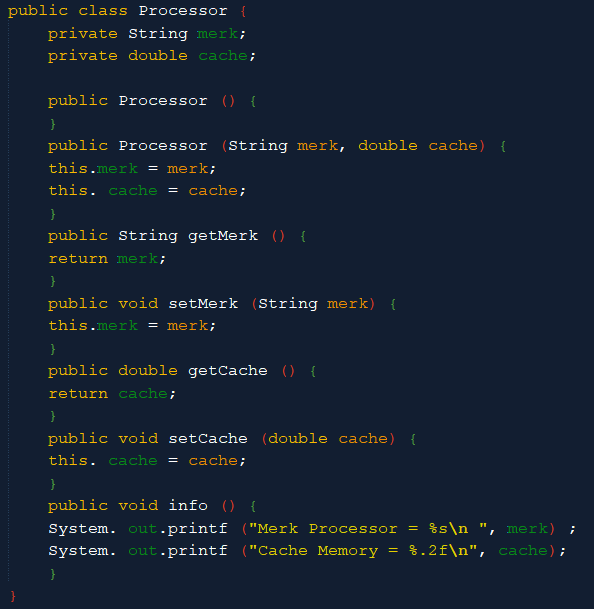 public class Processor {
    private String merk;
    private double cache;

    public Processor () {
    }
    public Processor (String merk, double cache) {
    this.merk = merk;
    this. cache = cache;
    }
    public String getMerk () {
    return merk;
    }
    public void setMerk (String merk) {
    this.merk = merk;
    }
    public double getCache () {
    return cache;
    }
    public void setCache (double cache) {
    this. cache = cache;
    }
    public void info () {
    System. out.printf ("Merk Processor = %s\n ", merk) ;
    System. out.printf ("Cache Memory = %.2f\n", cache);
    }
}